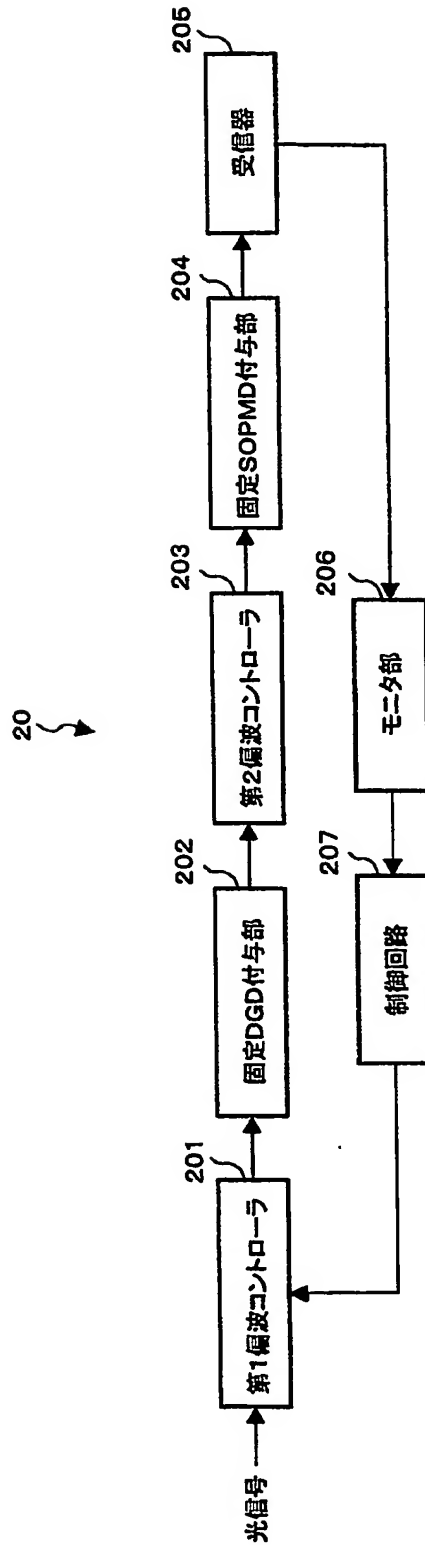 20
光信号
第1偏波コントローラ
201
固定DGD付与部
202
第2偏波コントローラ
203
固定SOPMD付与部
204
受信器
205
モニタ部
206
制御回路
207